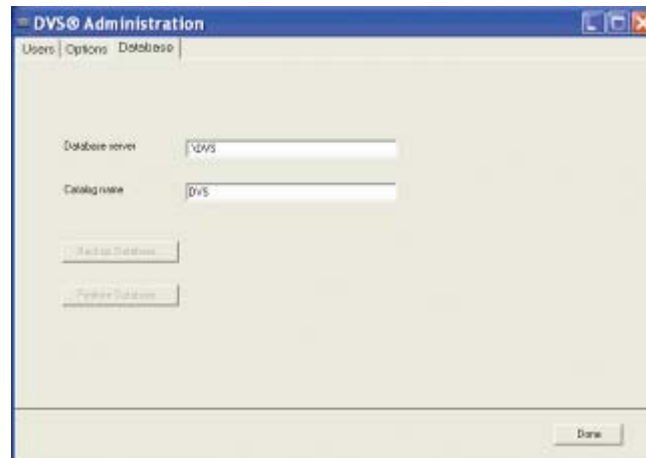 DVS® Administration
Users Options Database
Database server .\DVS
Catalog name DVS
Backup Database
Restore Database
Done